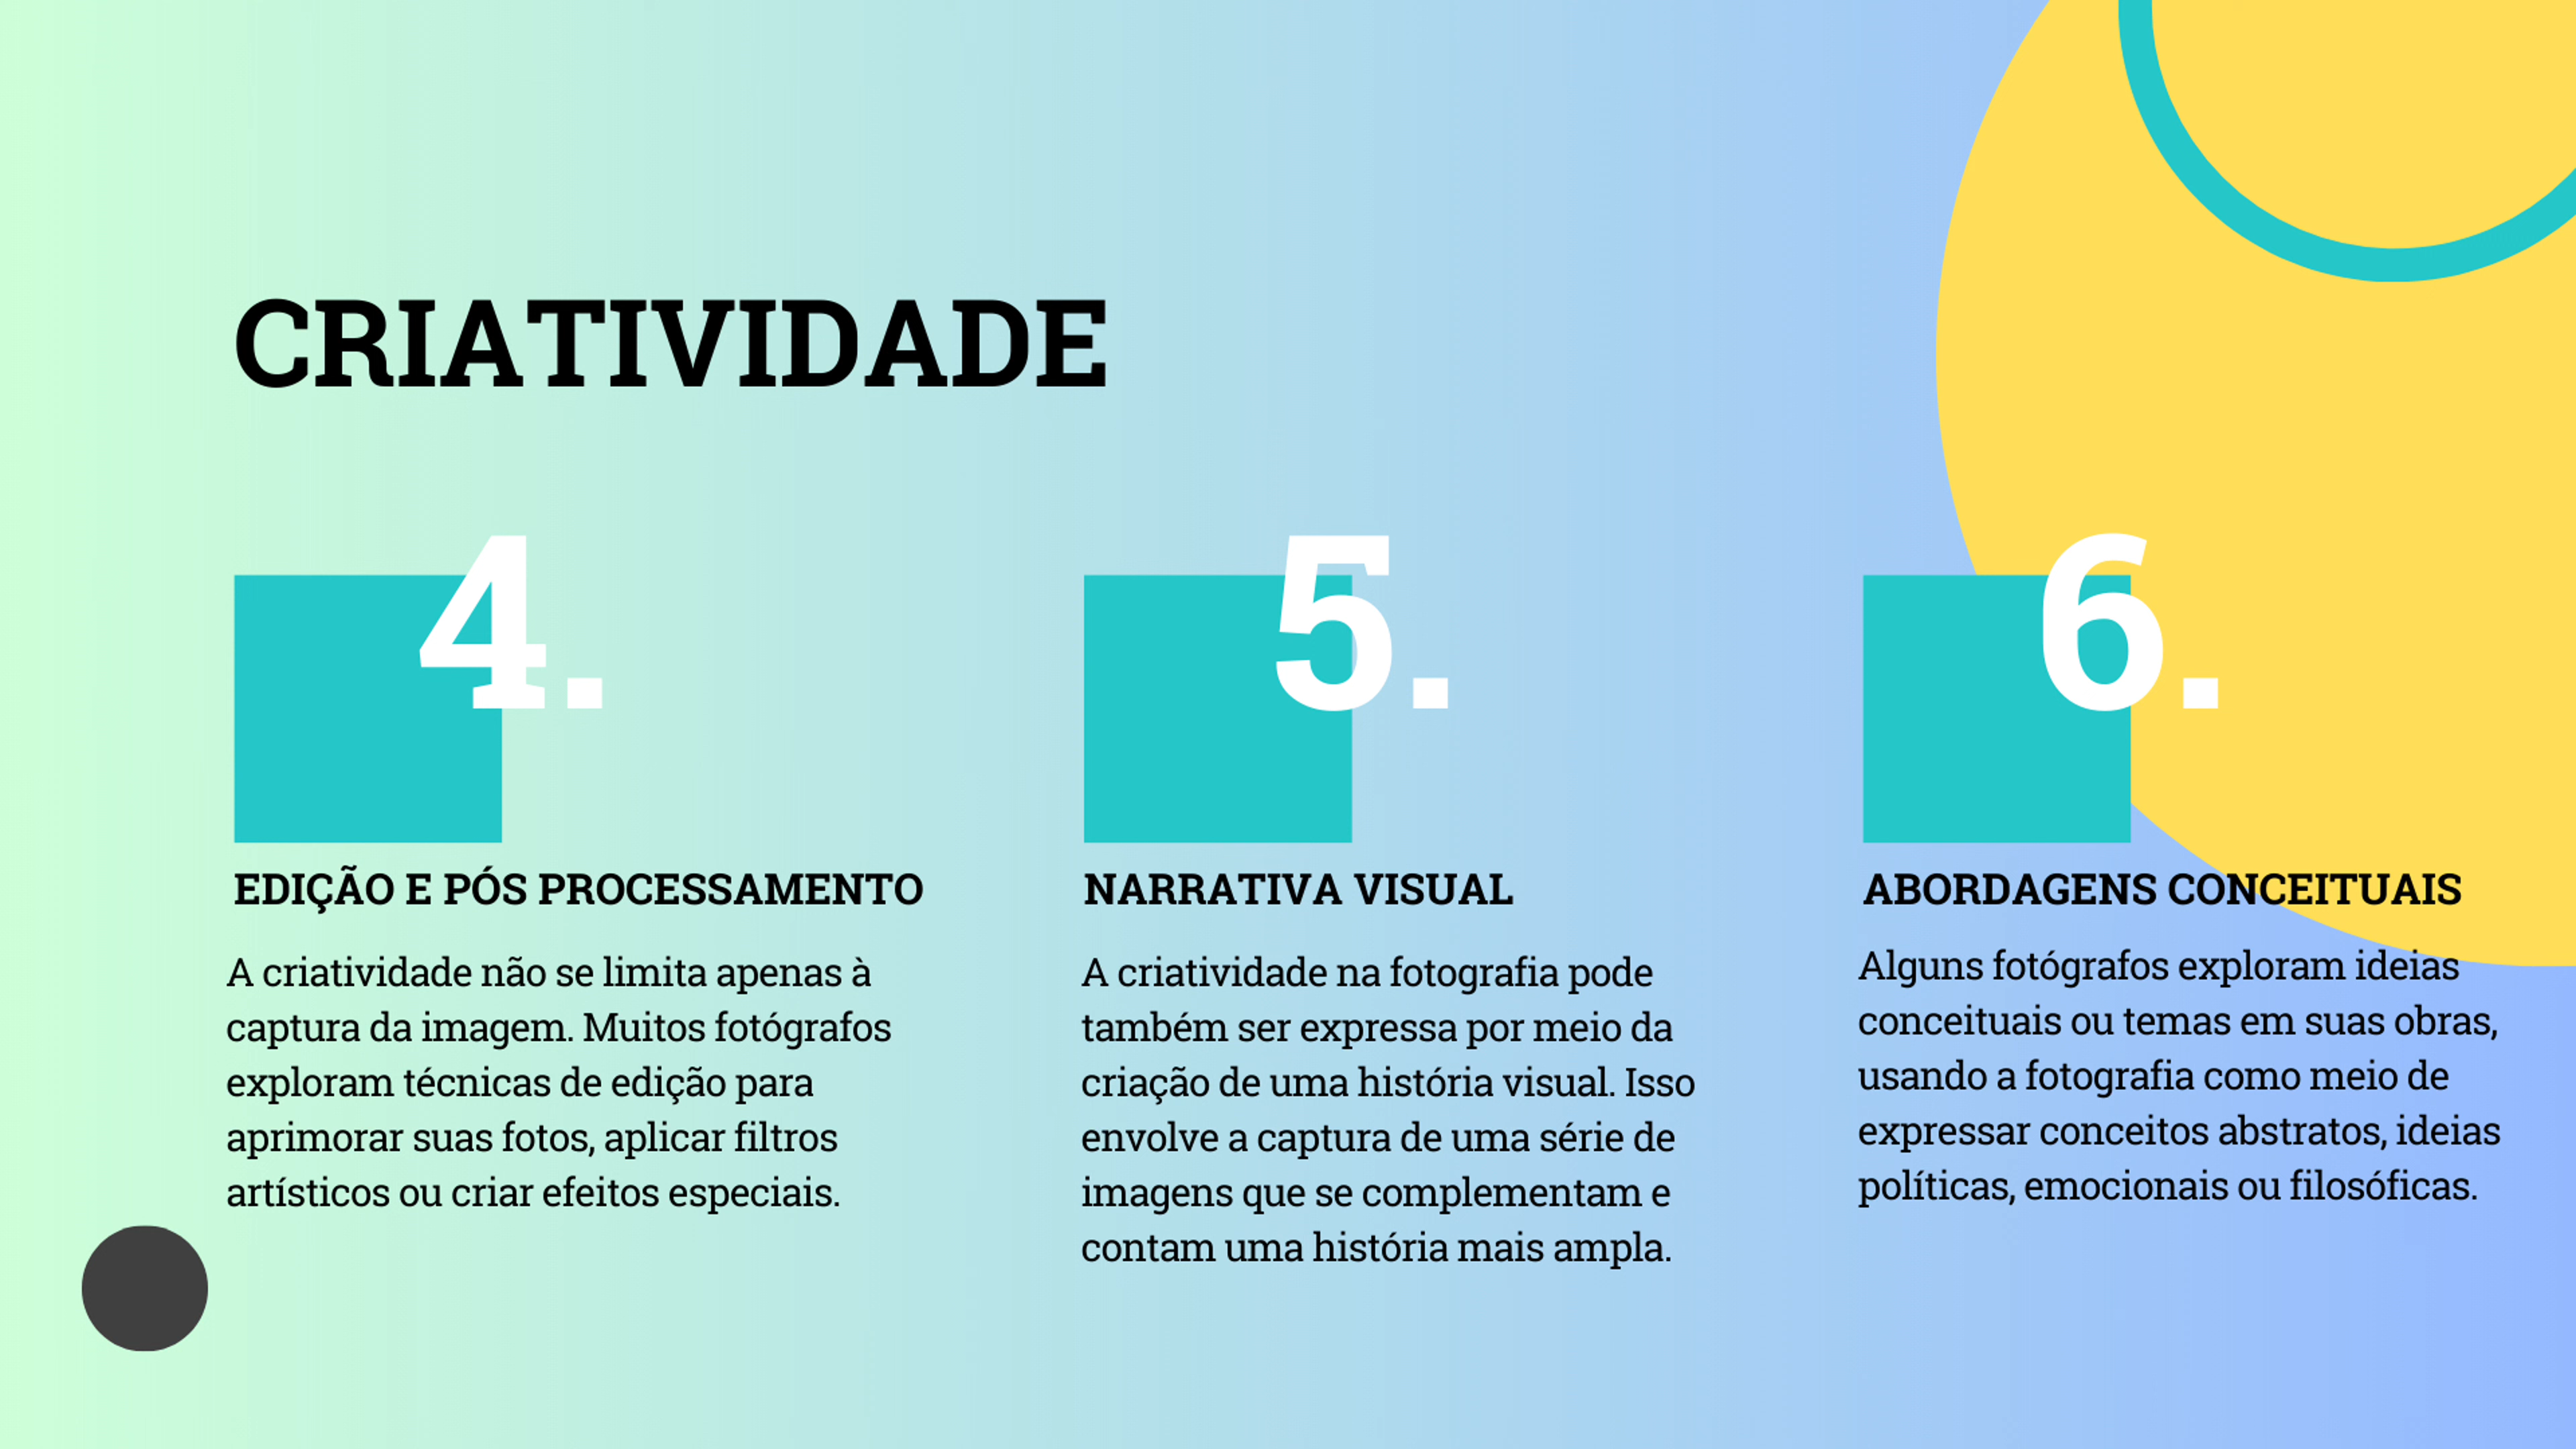 CRIATIVIDADE
4.
EDIÇÃO E PÓS PROCESSAMENTO
A criatividade não se limita apenas à
captura da imagem. Muitos fotógrafos
exploram técnicas de edição para
aprimorar suas fotos, aplicar filtros
artísticos ou criar efeitos especiais.
5.
NARRATIVA VISUAL
A criatividade na fotografia pode
também ser expressa por meio da
criação de uma história visual. Isso
envolve a captura de uma série de
imagens que se complementam e
contam uma história mais ampla.
6.
ABORDAGENS CONCEITUAIS
Alguns fotógrafos exploram ideias
conceituais ou temas em suas obras,
usando a fotografia como meio de
expressar conceitos abstratos, ideias
políticas, emocionais ou filosóficas.